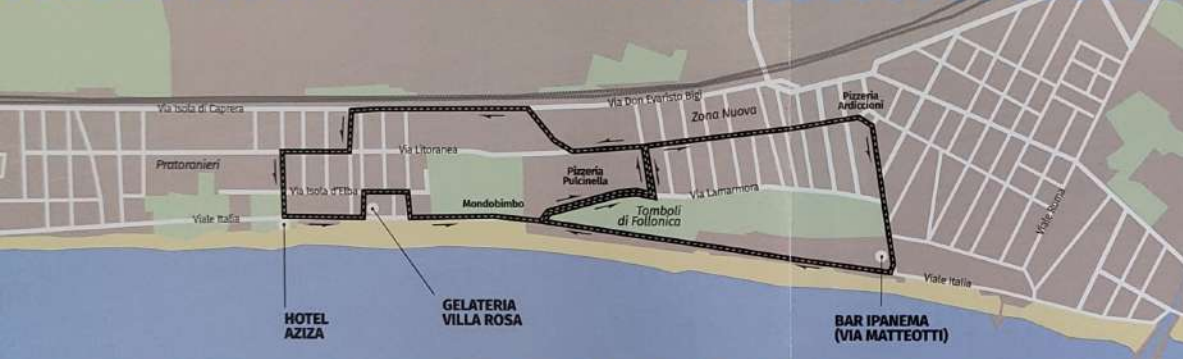 Via Isola di Caprera
Via Don Evaristo Bigi
Pizzeria
Ardiccioni
Zona Nuova
Pratoranieri
Via Litoranea
Pizzeria
Pulcinella
Via Isola d'Elba
Via Lamarmora
Mondobimbo
Viale Roma
Viale Italia
Tomboli
di Follonica
Viale Italia
HOTEL
AZIZA
GELATERIA
VILLA ROSA
BAR IPANEMA
(VIA MATTEOTTI)